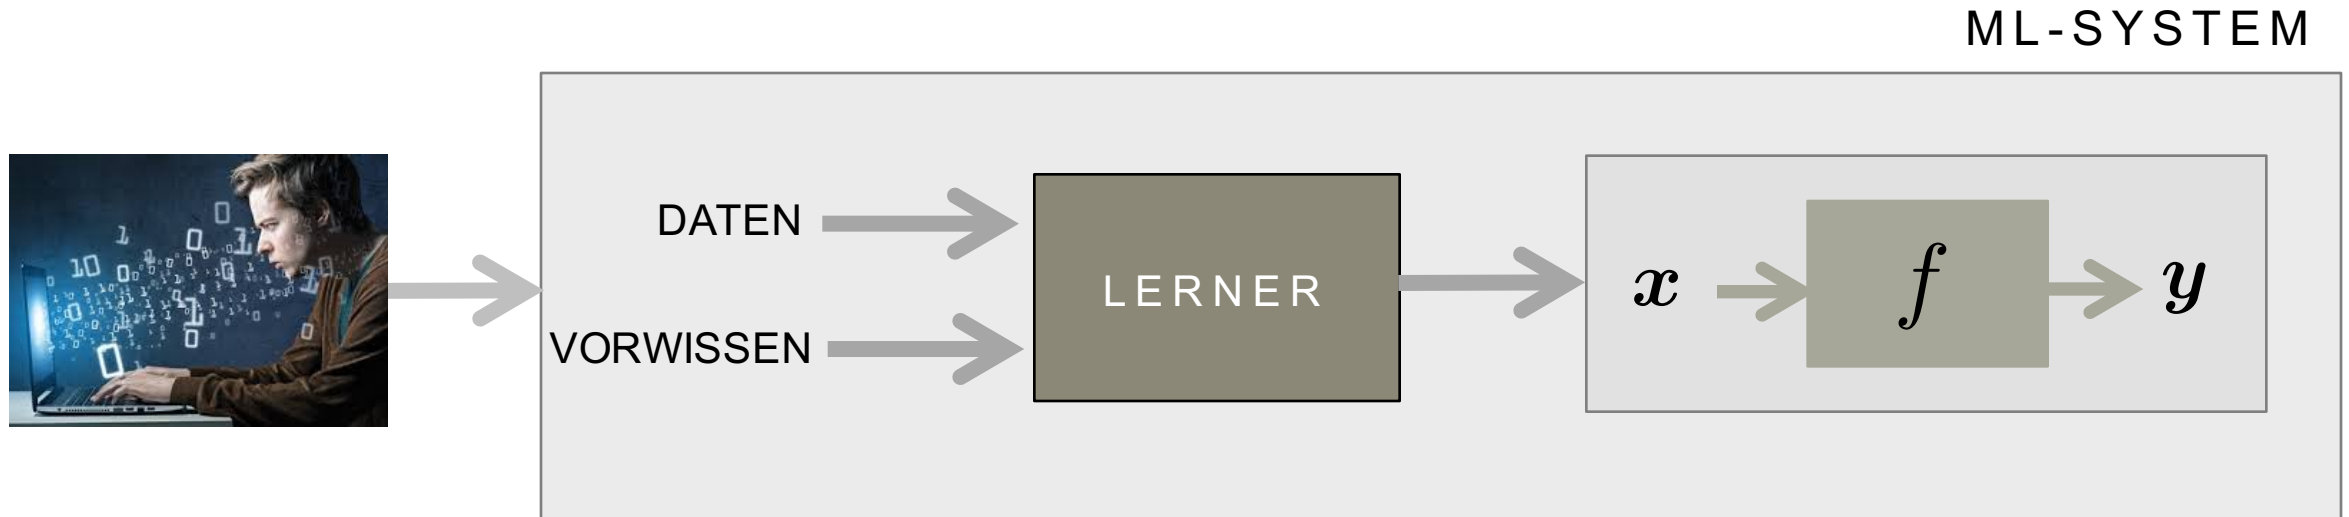 ML-SYSTEM
DATEN
VORWISSEN
LERNER
x
f
y